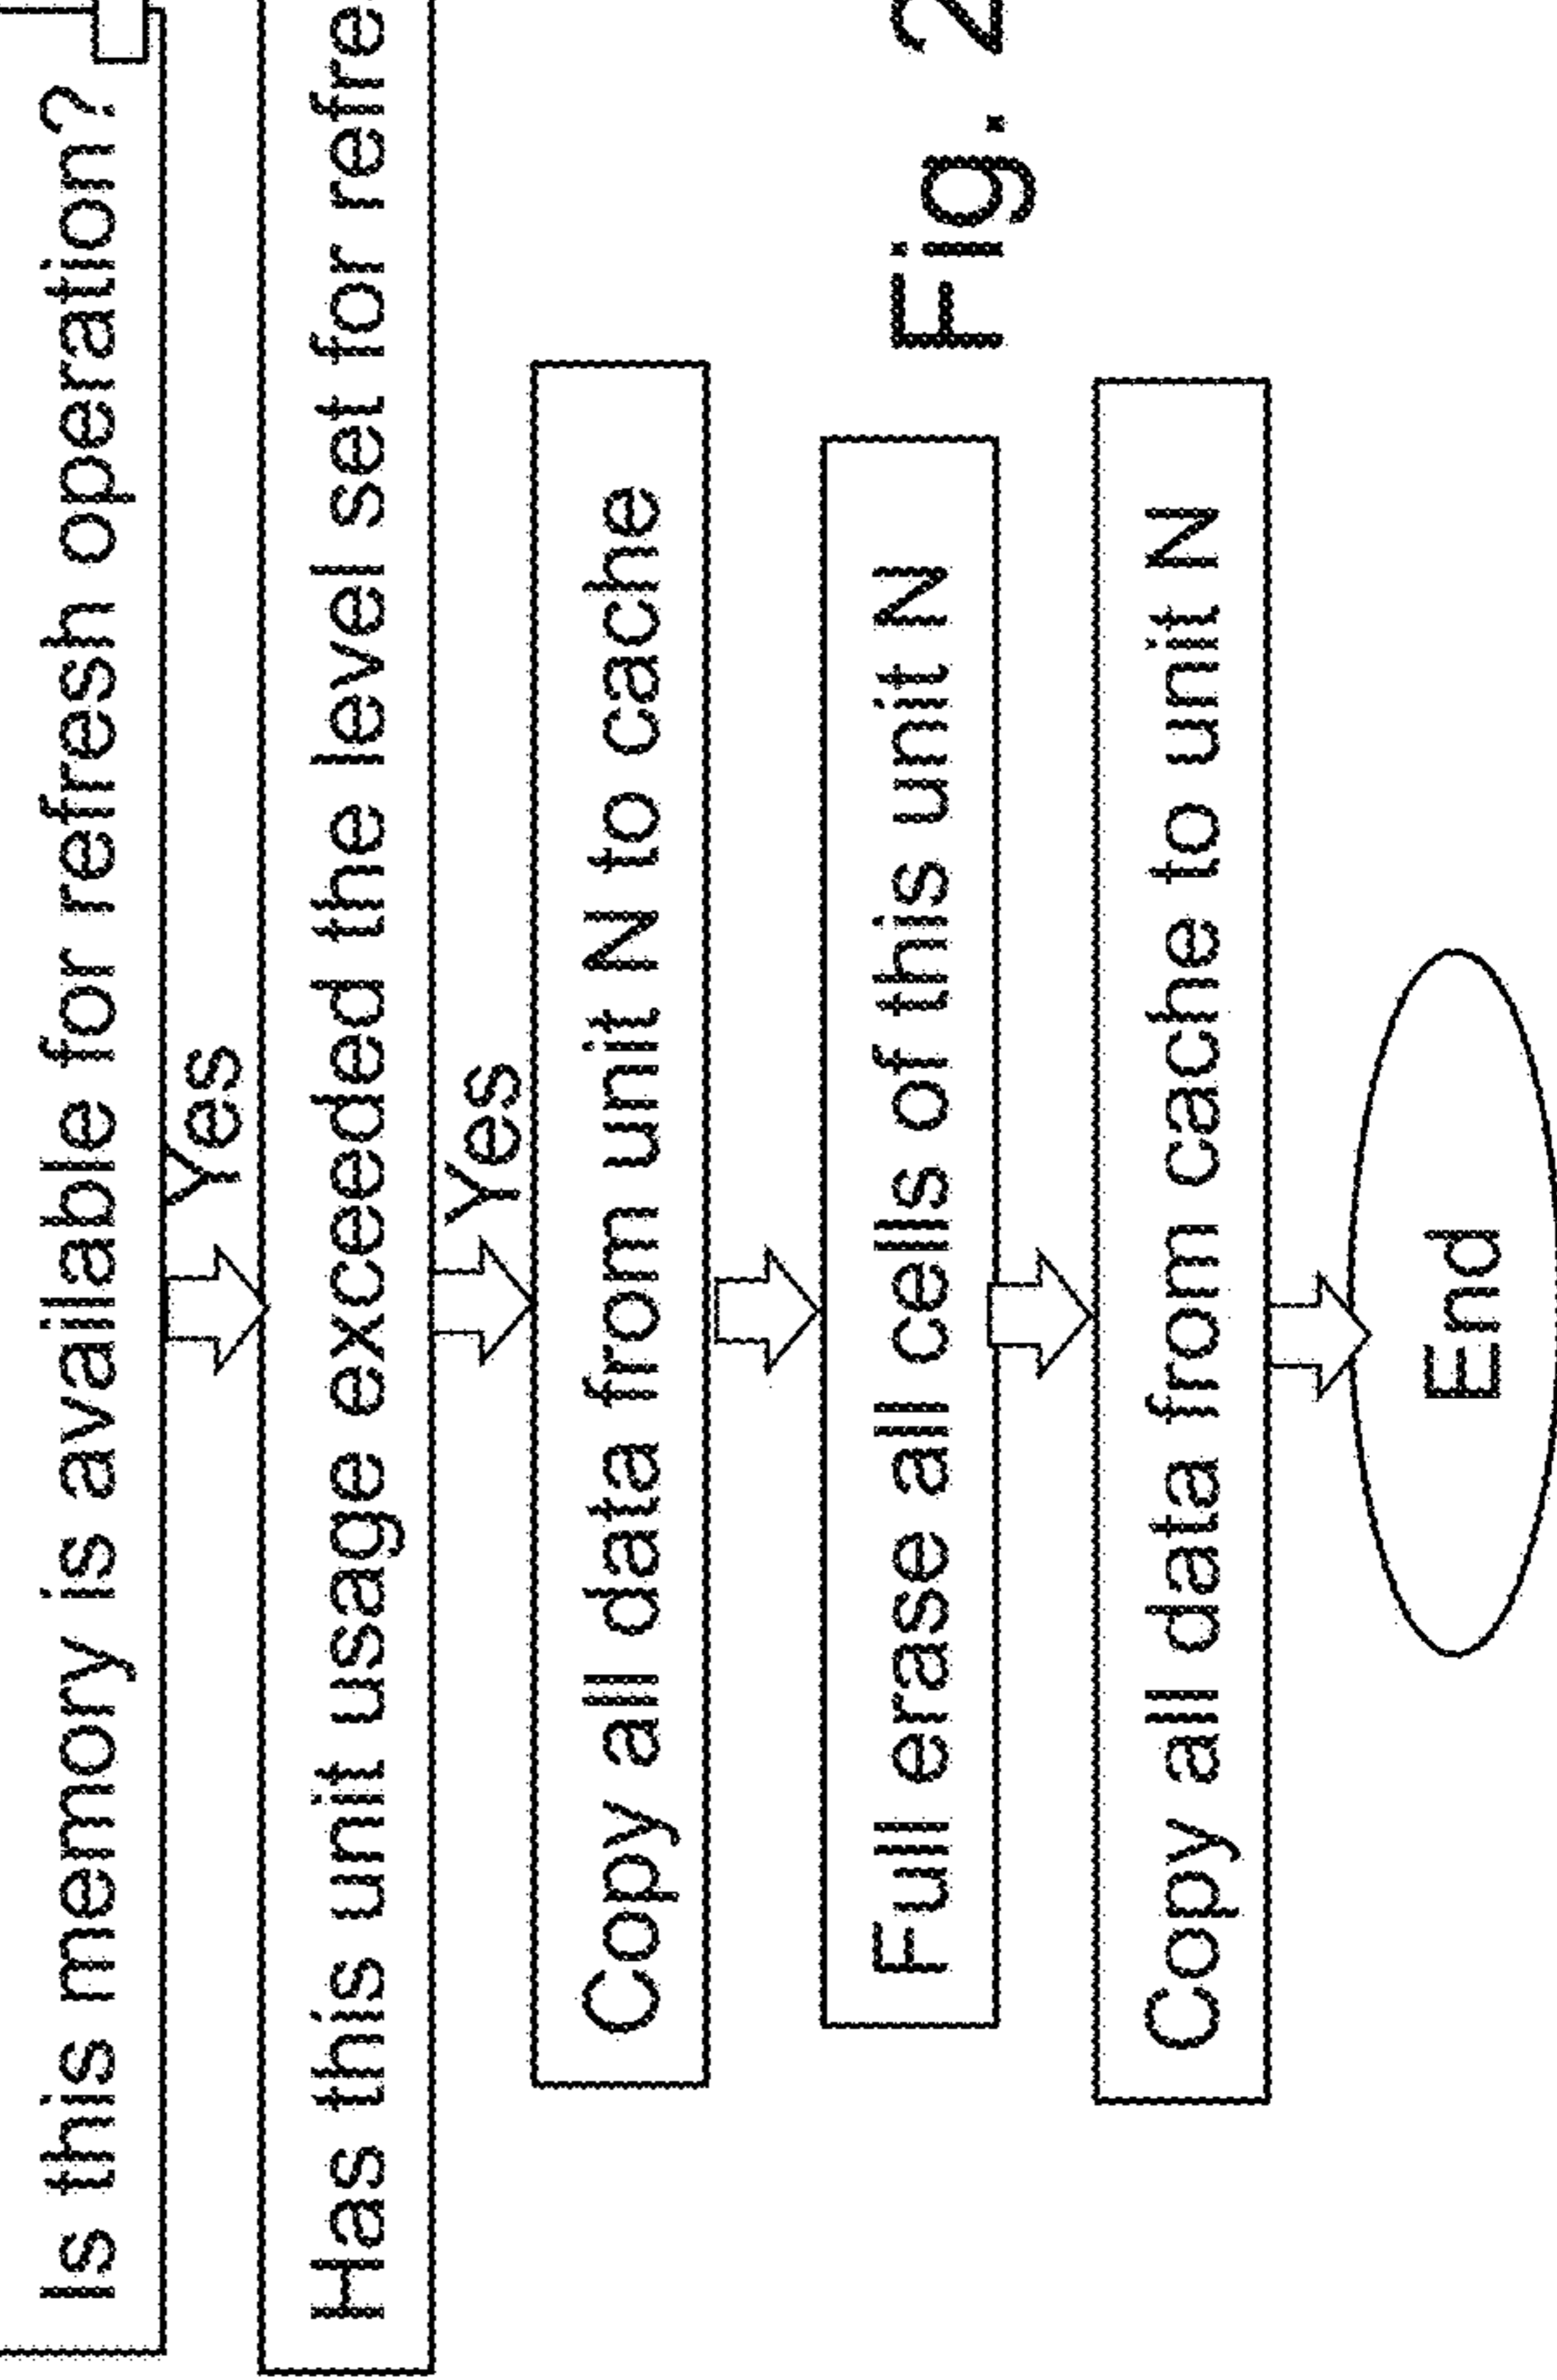 Is this memory is available for refresh operation?
Yes
Has this unit usage exceeded the level set for
Yes
Copy all data from unit N to cache
Full erase all cells of this unit N
Fig. 2
Copy all data from cache to unit N
End